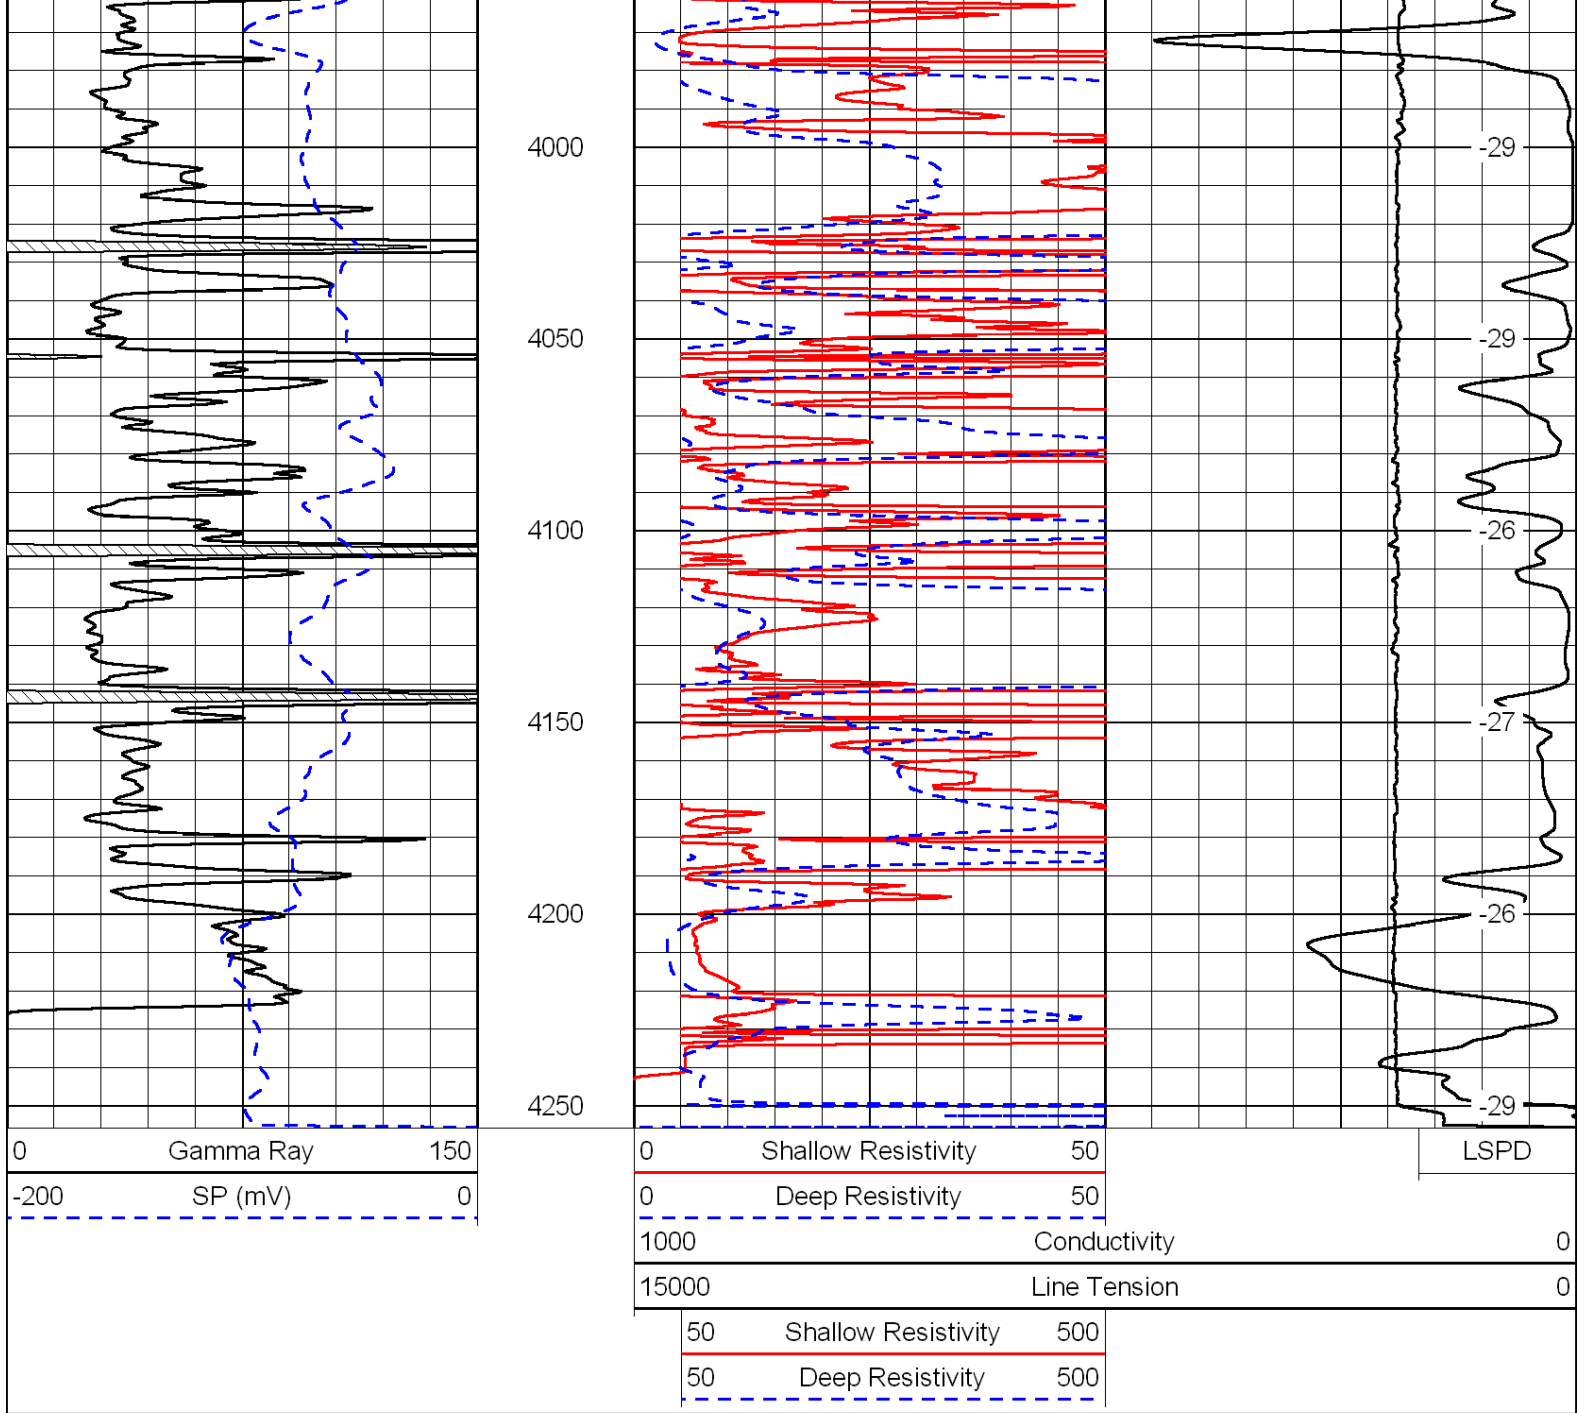 4000
-29
4050
-29
4100
-26
4150
-27
4200
-26
4250
-29
0 Gamma Ray 150
0 Shallow Resistivity 50
LSPD
-200 SP (mV) 0
0 Deep Resistivity 50
1000 Conductivity 0
15000 Line Tension 0
50 Shallow Resistivity 500
50 Deep Resistivity 500